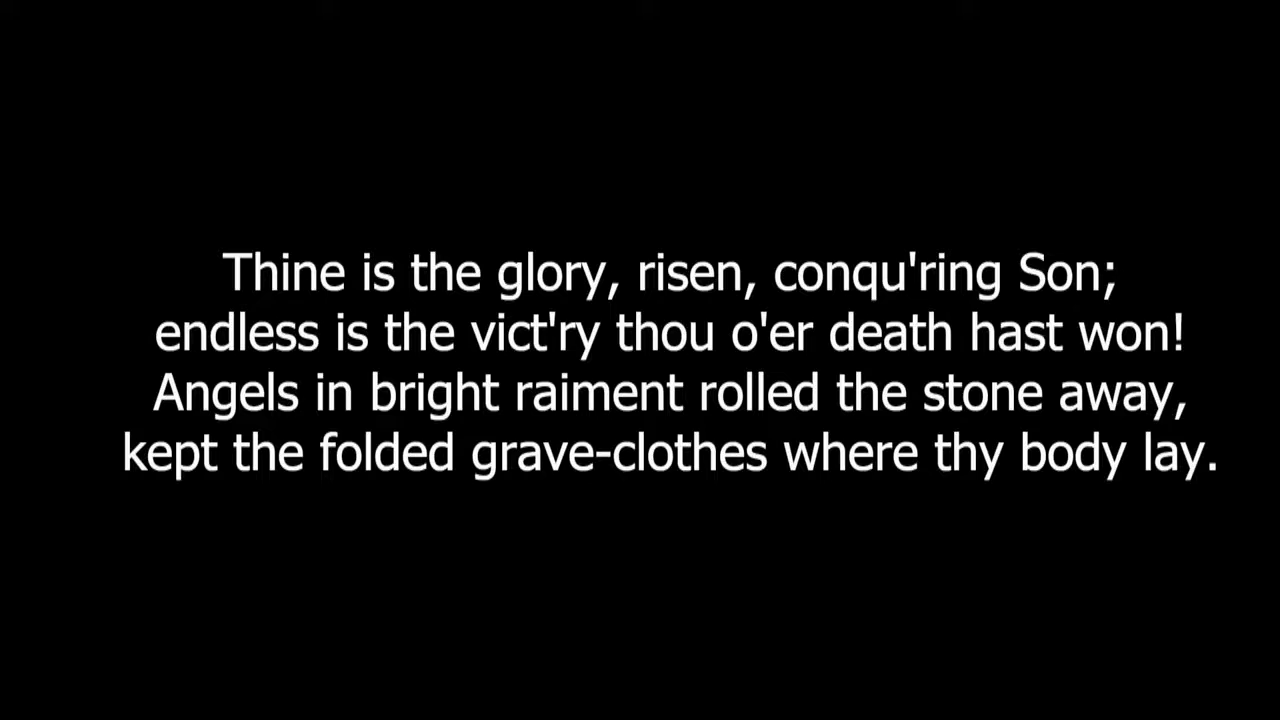 Thine is the glory, risen, conqu'ring Son;
endless is the vict'ry thou o'er death hast won!
Angels in bright raiment rolled the stone away,
kept the folded grave-clothes where thy body lay.